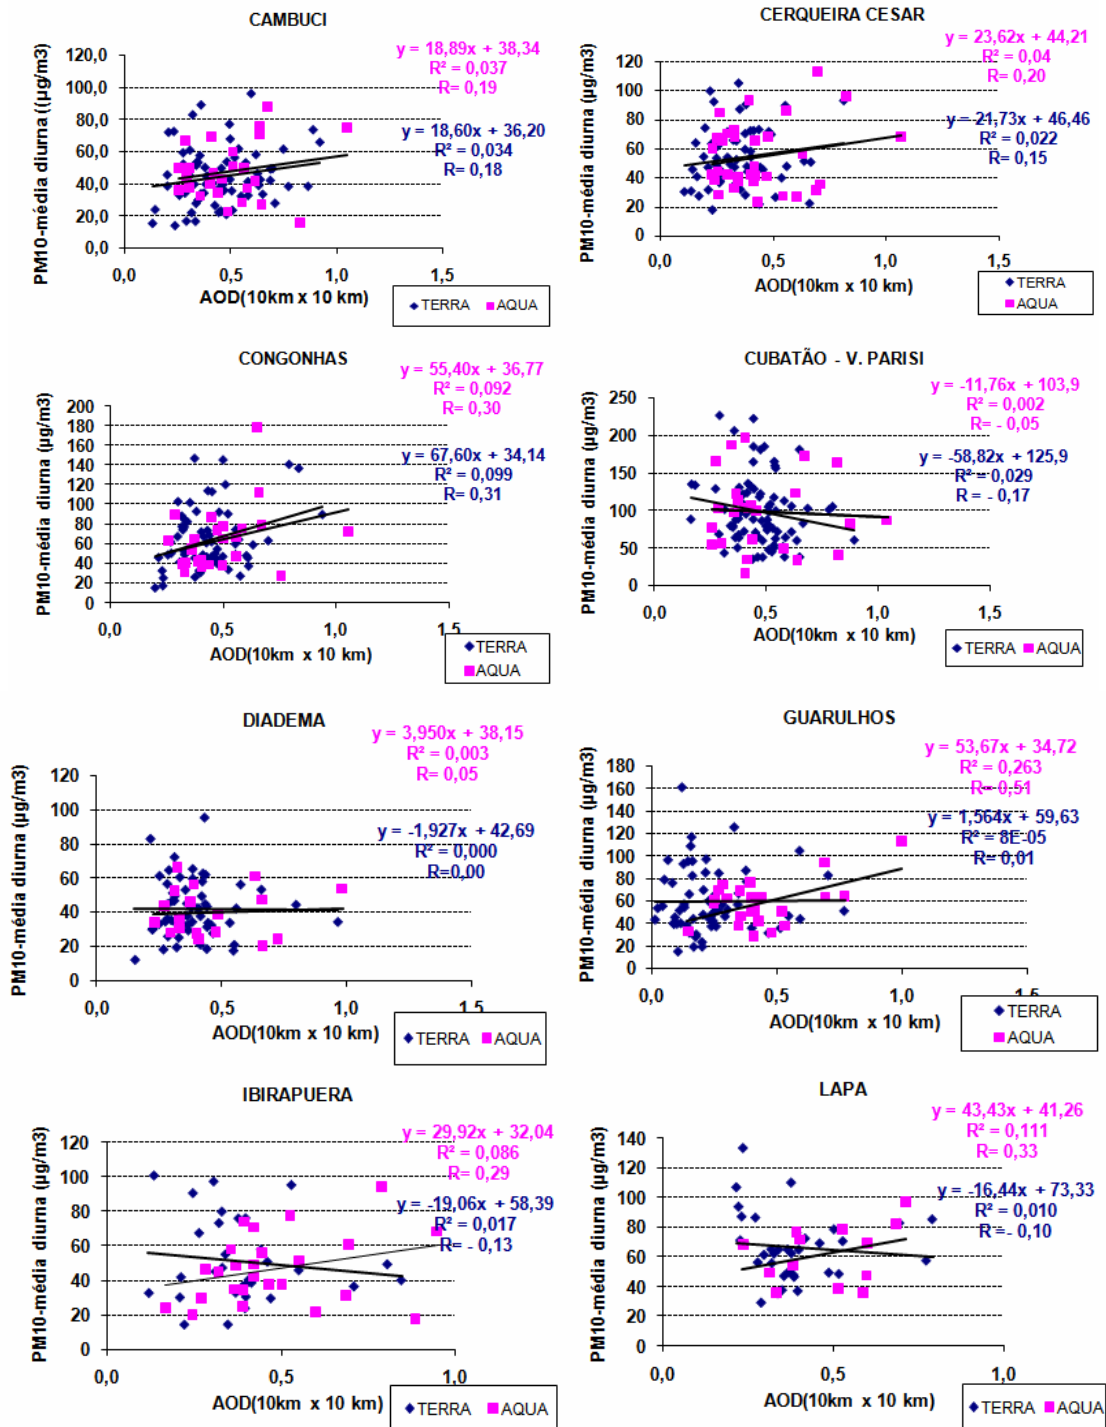 CAMBUCI
y = 18,89x + 38,34
R² = 0,037
R= 0,19
y = 18,60x + 36,20
R² = 0,034
R= 0,18
PM10-média diurna ((µg/m3)
120,0
100,0
80,0
60,0
40,0
20,0
0,0
0,0 0,5 1,0 1,5
AOD(10km x 10 km)
TERRA AQUA
CERQUEIRA CESAR
y = 23,62x + 44,21
R² = 0,04
R= 0,20
y = 21,73x + 46,46
R² = 0,022
R= 0,15
PM10-média diurna (µg/m3)
120
100
80
60
40
20
0
0,0 0,5 1,0 1,5
AOD(10km x 10 km)
TERRA
AQUA
CONGONHAS
y = 55,40x + 36,77
R² = 0,092
R= 0,30
y = 67,60x + 34,14
R² = 0,099
R= 0,31
PM10-média diurna (µg/m3)
200
180
160
140
120
100
80
60
40
20
0
0,0 0,5 1,0 1,5
AOD(10km x 10 km)
TERRA
AQUA
CUBATÃO - V. PARISI
y = -11,76x + 103,9
R² = 0,002
R= - 0,05
y = -58,82x + 125,9
R² = 0,029
R = - 0,17
PM10-média diurna (µg/m3)
250
200
150
100
50
0
0,0 0,5 1,0 1,5
AOD(10km x 10 km)
TERRA AQUA
DIADEMA
y = 3,950x + 38,15
R² = 0,003
R= 0,05
y = -1,927x + 42,69
R² = 0,000
R=0,00
PM10-média diurna (µg/m3)
120
100
80
60
40
20
0
0,0 0,5 1,0 1,5
AOD(10km x 10 km)
TERRA AQUA
GUARULHOS
y = 53,67x + 34,72
R² = 0,263
R= 0,51
y = 1,564x + 59,63
R² = 8E-05
R= 0,01
PM10-média diurna (µg/m3)
180
160
140
120
100
80
60
40
20
0
0,0 0,5 1,0 1,5
AOD(10km x 10 km)
TERRA
AQUA
IBIRAPUERA
y = 29,92x + 32,04
R² = 0,086
R= 0,29
y = -19,06x + 58,39
R² = 0,017
R= - 0,13
PM10-média diurna (µg/m3)
120
100
80
60
40
20
0
0,0 0,5 1,0
AOD(10km x 10 km)
TERRA AQUA
LAPA
y = 43,43x + 41,26
R² = 0,111
R= 0,33
y = -16,44x + 73,33
R² = 0,010
R= - 0,10
PM10-média diurna (µg/m3)
140
120
100
80
60
40
20
0
0,0 0,5 1,0
AOD(10km x 10 km)
TERRA AQUA